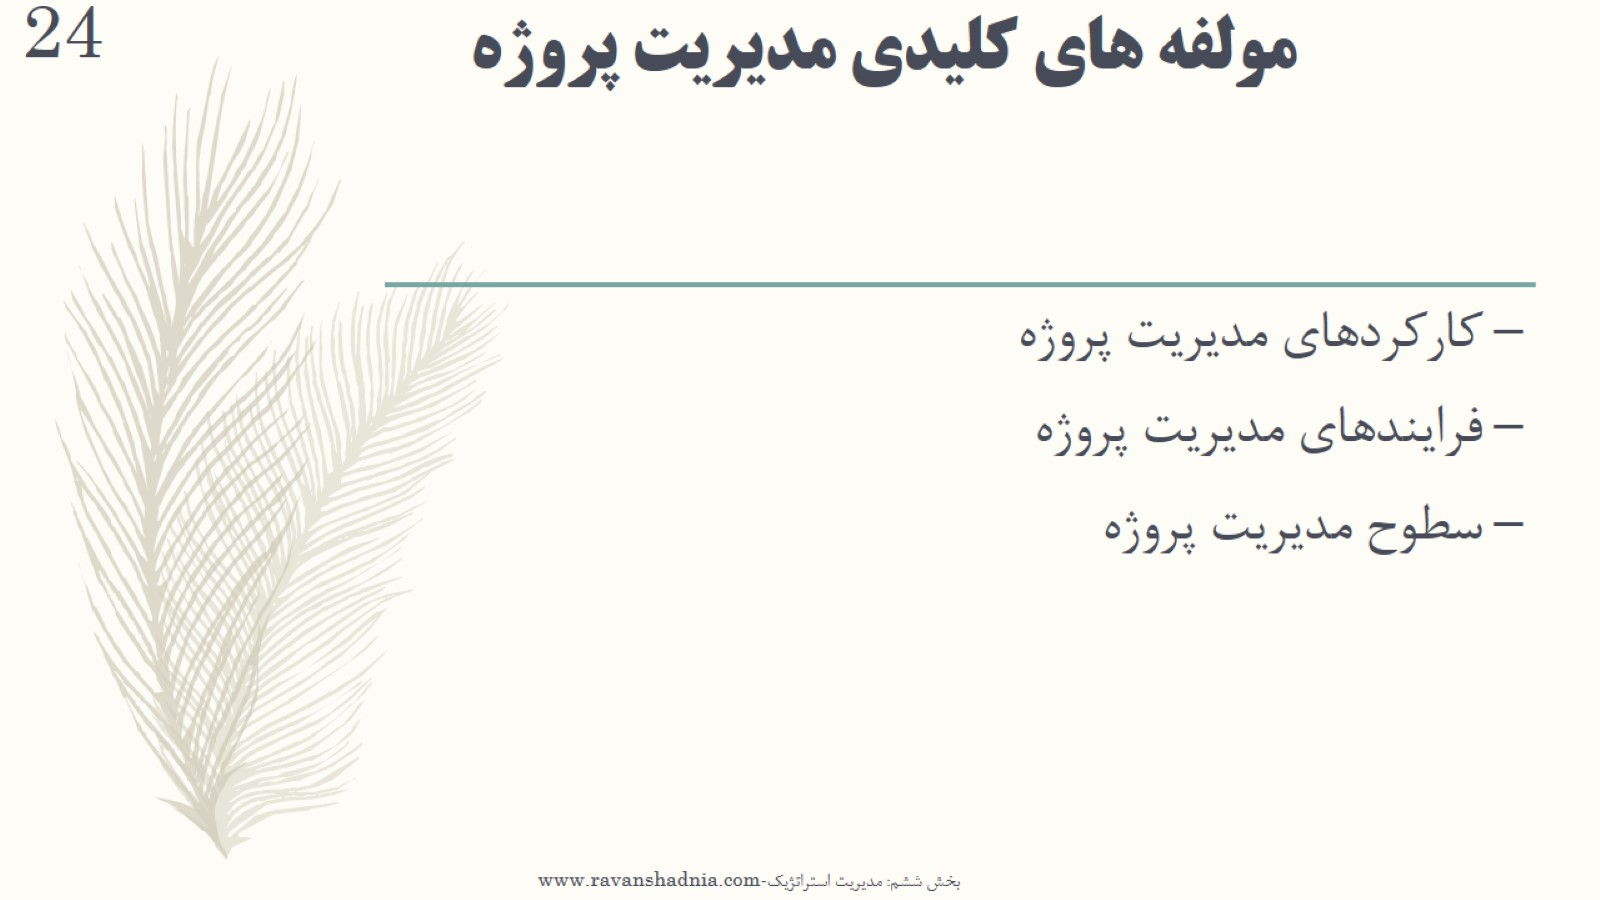 24
مولفه های کلیدی مدیریت پروژه
– کارکردهای مدیریت پروژه
– فرایندهای مدیریت پروژه
– سطوح مدیریت پروژه
بخش ششم: مدیریت استراتژیک-www.ravanshadnia.com